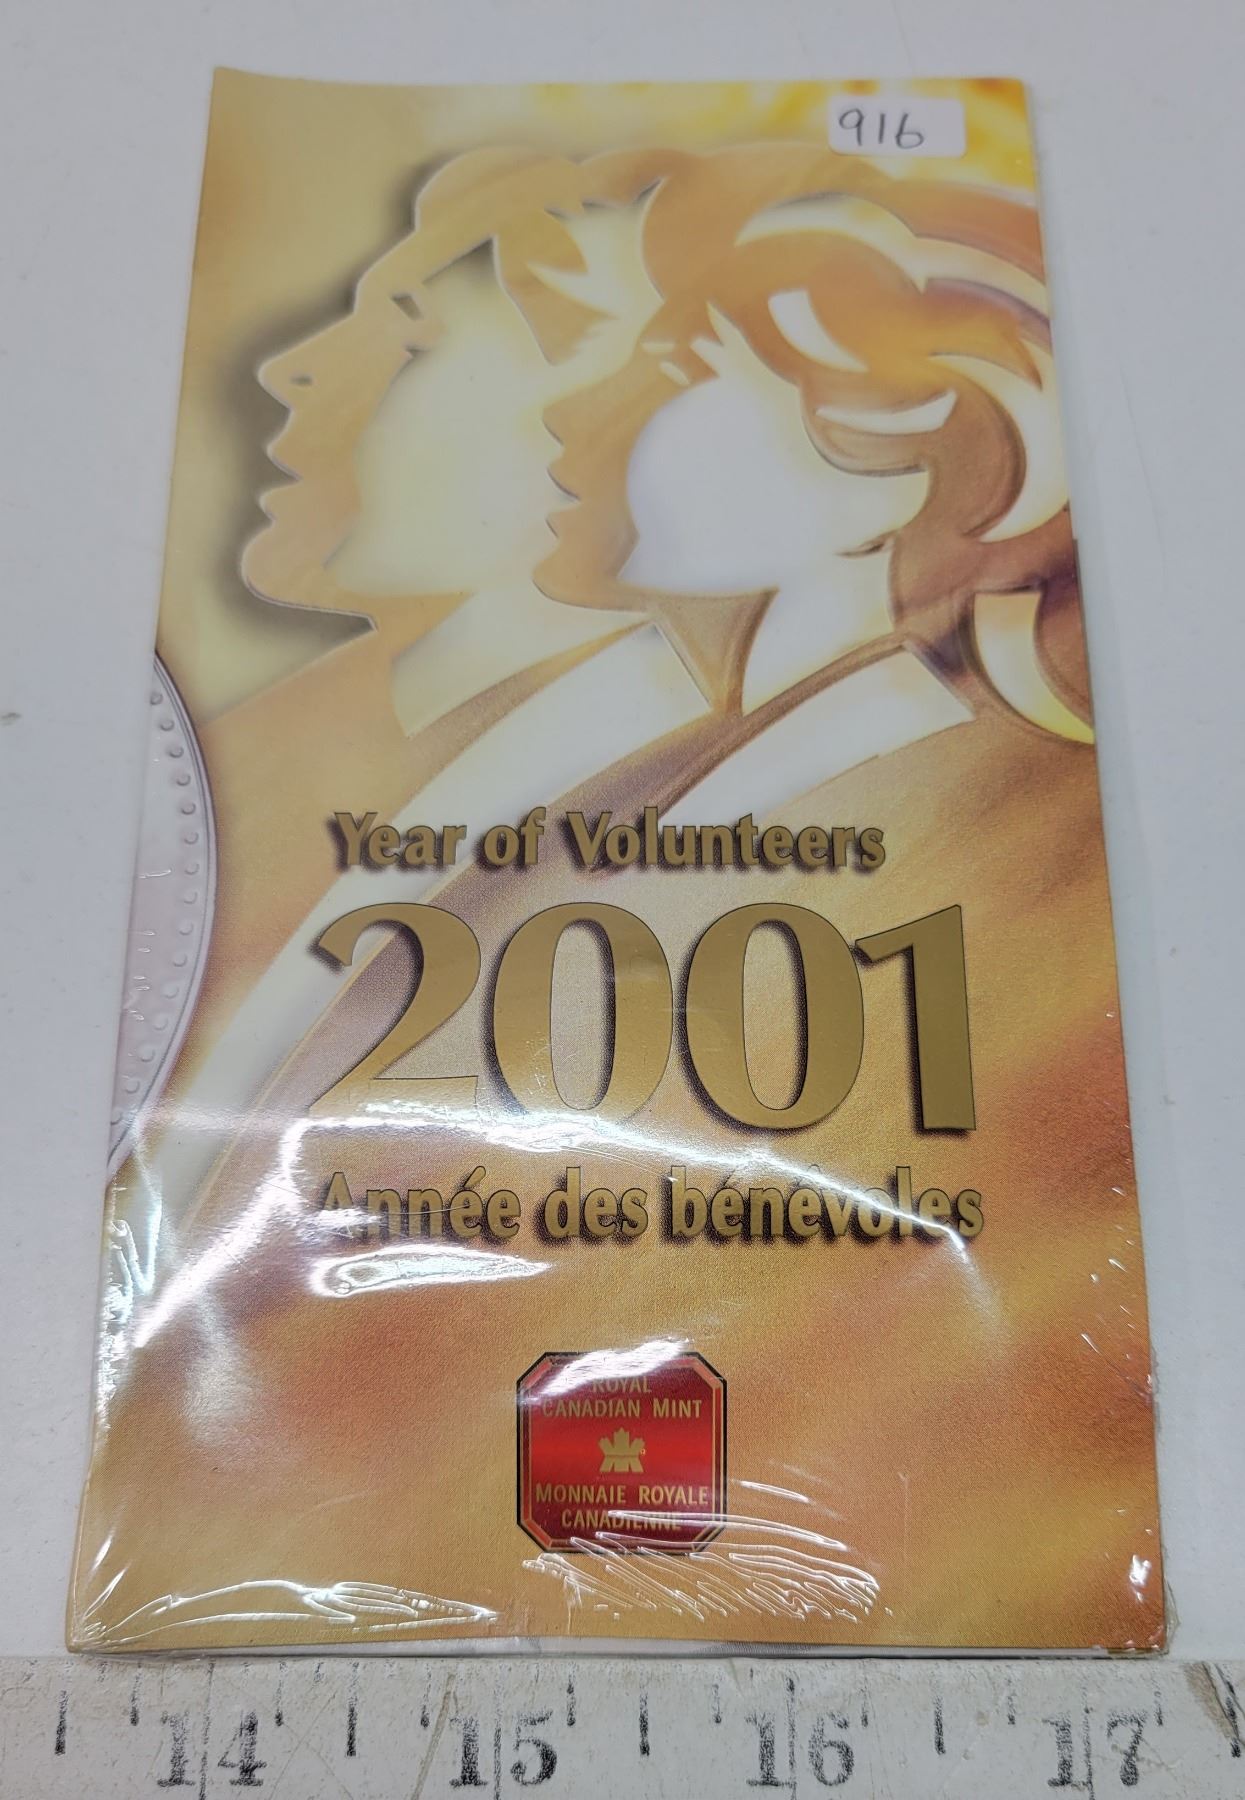 916
Year of Volunteers
2001
Année des bénévoles
ROYAL
CANADIAN MINT
MONNAIE ROYALE
CANADIENNE
14 15 16 17